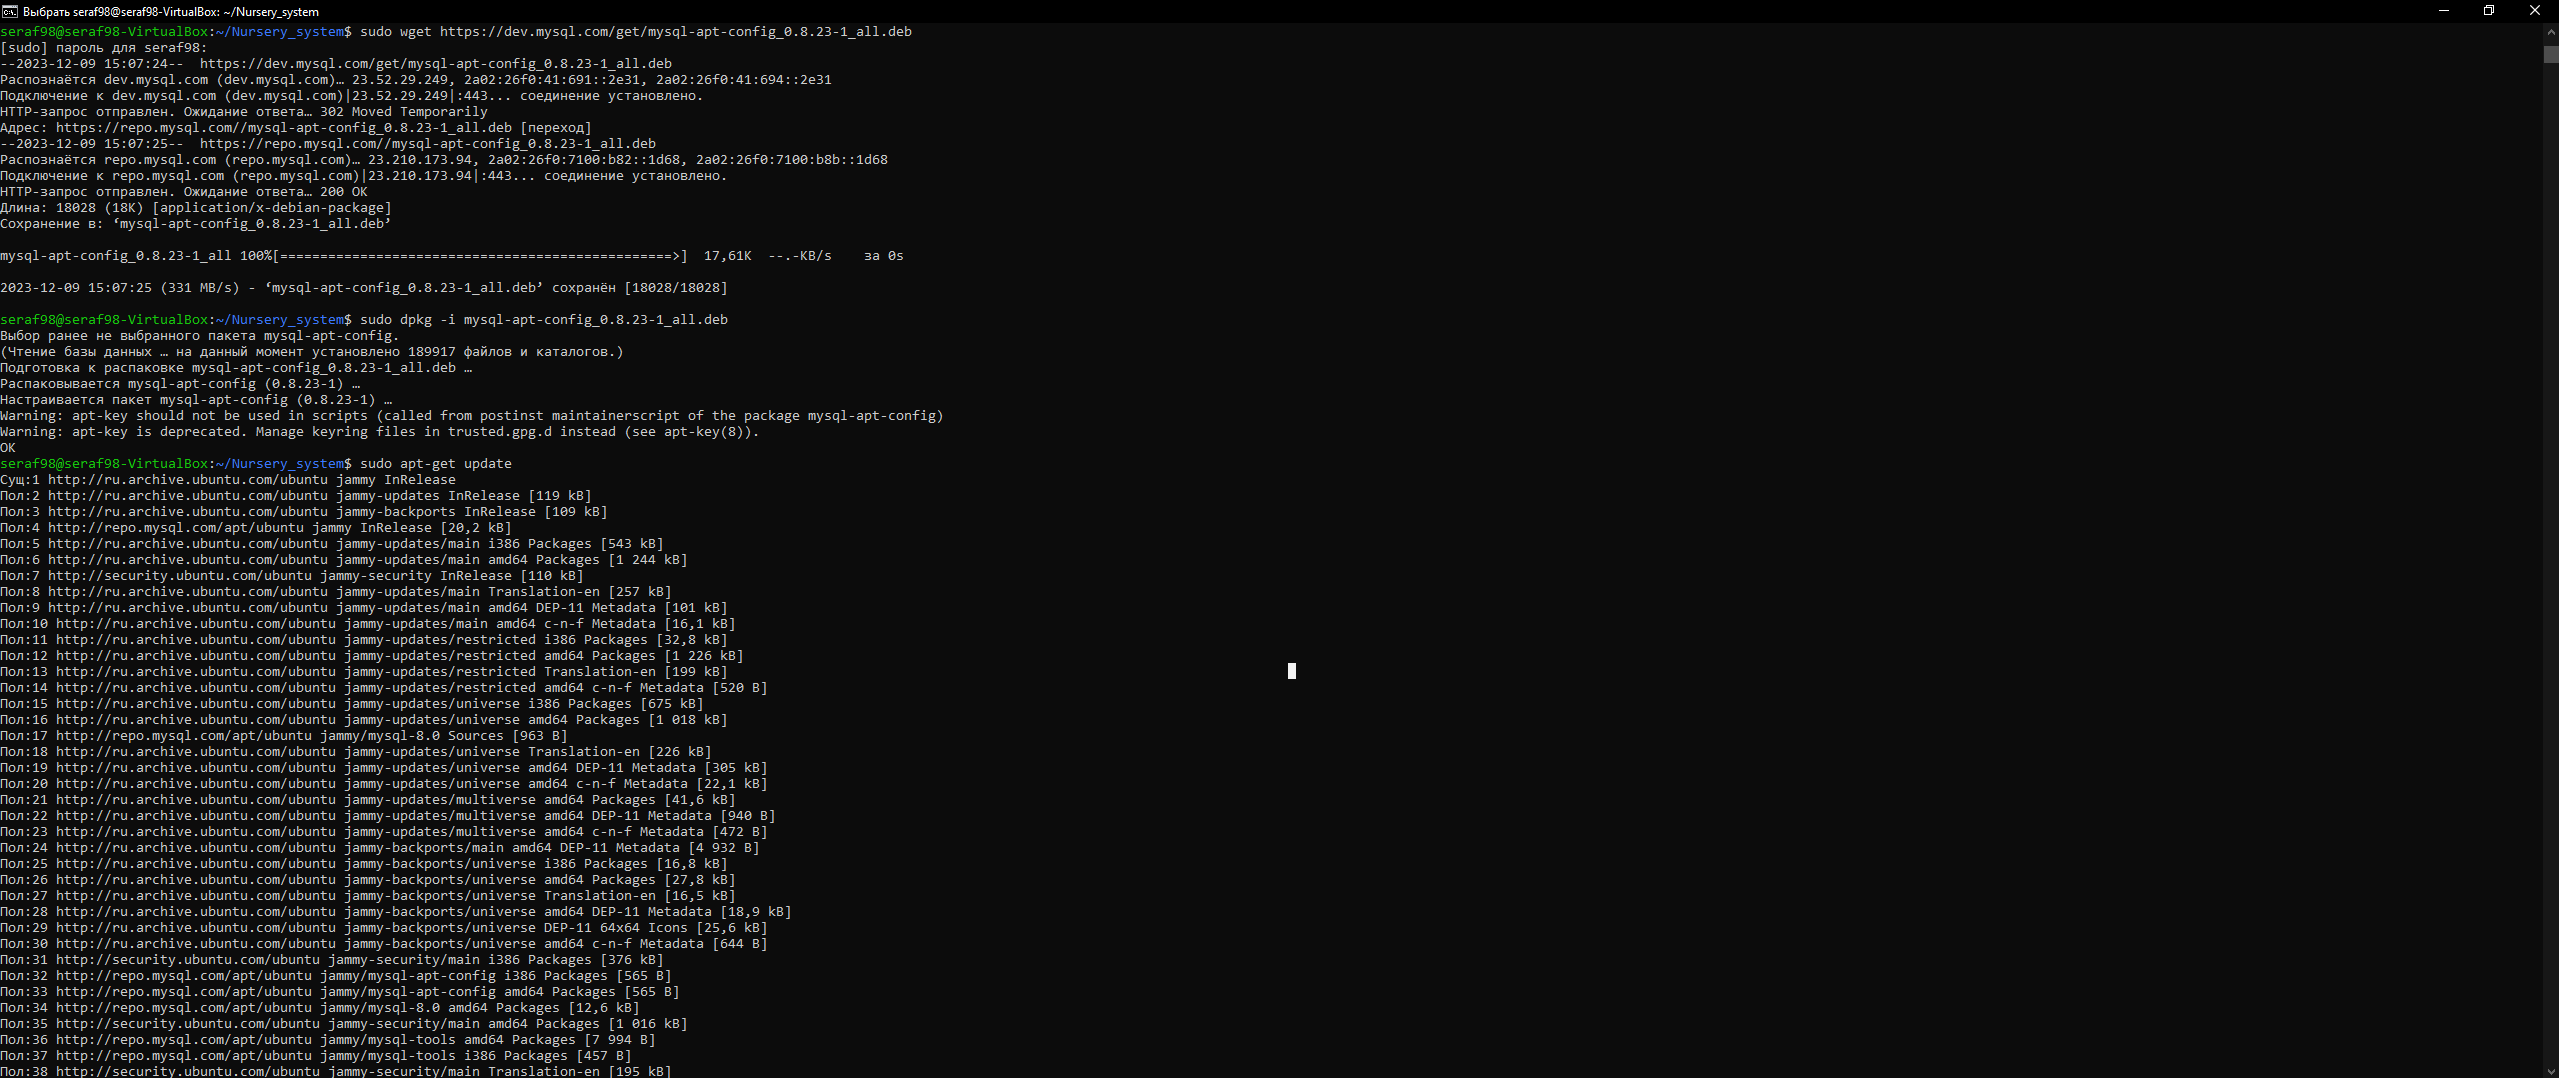 Выбрать seraf98@seraf98-VirtualBox: ~/Nursery_system
seraf98@seraf98-VirtualBox:~/Nursery_system$ sudo wget https://dev.mysql.com/get/mysql-apt-config_0.8.23-1_all.deb
[sudo] пароль для seraf98:
--2023-12-09 15:07:24--  https://dev.mysql.com/get/mysql-apt-config_0.8.23-1_all.deb
Распознаётся dev.mysql.com (dev.mysql.com)… 23.52.29.249, 2a02:26f0:41:691::2e31, 2a02:26f0:41:694::2e31
Подключение к dev.mysql.com (dev.mysql.com)|23.52.29.249|:443... соединение установлено.
HTTP-запрос отправлен. Ожидание ответа… 302 Moved Temporarily
Адрес: https://repo.mysql.com//mysql-apt-config_0.8.23-1_all.deb [переход]
--2023-12-09 15:07:25--  https://repo.mysql.com//mysql-apt-config_0.8.23-1_all.deb
Распознаётся repo.mysql.com (repo.mysql.com)… 23.210.173.94, 2a02:26f0:7100:b82::1d68, 2a02:26f0:7100:b8b::1d68
Подключение к repo.mysql.com (repo.mysql.com)|23.210.173.94|:443... соединение установлено.
HTTP-запрос отправлен. Ожидание ответа… 200 OK
Длина: 18028 (18K) [application/x-debian-package]
Сохранение в: ‘mysql-apt-config_0.8.23-1_all.deb’
mysql-apt-config_0.8.23-1_all 100%[=================================================>]  17,61K  --.-KB/s    за 0s
2023-12-09 15:07:25 (331 MB/s) - ‘mysql-apt-config_0.8.23-1_all.deb’ сохранён [18028/18028]
seraf98@seraf98-VirtualBox:~/Nursery_system$ sudo dpkg -i mysql-apt-config_0.8.23-1_all.deb
Выбор ранее не выбранного пакета mysql-apt-config.
(Чтение базы данных … на данный момент установлено 189917 файлов и каталогов.)
Подготовка к распаковке mysql-apt-config_0.8.23-1_all.deb …
Распаковывается mysql-apt-config (0.8.23-1) …
Настраивается пакет mysql-apt-config (0.8.23-1) …
Warning: apt-key should not be used in scripts (called from postinst maintainerscript of the package mysql-apt-config)
Warning: apt-key is deprecated. Manage keyring files in trusted.gpg.d instead (see apt-key(8)).
OK
seraf98@seraf98-VirtualBox:~/Nursery_system$ sudo apt-get update
Сущ:1 http://ru.archive.ubuntu.com/ubuntu jammy InRelease
Пол:2 http://ru.archive.ubuntu.com/ubuntu jammy-updates InRelease [119 kB]
Пол:3 http://ru.archive.ubuntu.com/ubuntu jammy-backports InRelease [109 kB]
Пол:4 http://repo.mysql.com/apt/ubuntu jammy InRelease [20,2 kB]
Пол:5 http://ru.archive.ubuntu.com/ubuntu jammy-updates/main i386 Packages [543 kB]
Пол:6 http://ru.archive.ubuntu.com/ubuntu jammy-updates/main amd64 Packages [1 244 kB]
Пол:7 http://security.ubuntu.com/ubuntu jammy-security InRelease [110 kB]
Пол:8 http://ru.archive.ubuntu.com/ubuntu jammy-updates/main Translation-en [257 kB]
Пол:9 http://ru.archive.ubuntu.com/ubuntu jammy-updates/main amd64 DEP-11 Metadata [101 kB]
Пол:10 http://ru.archive.ubuntu.com/ubuntu jammy-updates/main amd64 c-n-f Metadata [16,1 kB]
Пол:11 http://ru.archive.ubuntu.com/ubuntu jammy-updates/restricted i386 Packages [32,8 kB]
Пол:12 http://ru.archive.ubuntu.com/ubuntu jammy-updates/restricted amd64 Packages [1 226 kB]
Пол:13 http://ru.archive.ubuntu.com/ubuntu jammy-updates/restricted Translation-en [199 kB]
Пол:14 http://ru.archive.ubuntu.com/ubuntu jammy-updates/restricted amd64 c-n-f Metadata [520 B]
Пол:15 http://ru.archive.ubuntu.com/ubuntu jammy-updates/universe i386 Packages [675 kB]
Пол:16 http://ru.archive.ubuntu.com/ubuntu jammy-updates/universe amd64 Packages [1 018 kB]
Пол:17 http://repo.mysql.com/apt/ubuntu jammy/mysql-8.0 Sources [963 B]
Пол:18 http://ru.archive.ubuntu.com/ubuntu jammy-updates/universe Translation-en [226 kB]
Пол:19 http://ru.archive.ubuntu.com/ubuntu jammy-updates/universe amd64 DEP-11 Metadata [305 kB]
Пол:20 http://ru.archive.ubuntu.com/ubuntu jammy-updates/universe amd64 c-n-f Metadata [22,1 kB]
Пол:21 http://ru.archive.ubuntu.com/ubuntu jammy-updates/multiverse amd64 Packages [41,6 kB]
Пол:22 http://ru.archive.ubuntu.com/ubuntu jammy-updates/multiverse amd64 DEP-11 Metadata [940 B]
Пол:23 http://ru.archive.ubuntu.com/ubuntu jammy-updates/multiverse amd64 c-n-f Metadata [472 B]
Пол:24 http://ru.archive.ubuntu.com/ubuntu jammy-backports/main amd64 DEP-11 Metadata [4 932 B]
Пол:25 http://ru.archive.ubuntu.com/ubuntu jammy-backports/universe i386 Packages [16,8 kB]
Пол:26 http://ru.archive.ubuntu.com/ubuntu jammy-backports/universe amd64 Packages [27,8 kB]
Пол:27 http://ru.archive.ubuntu.com/ubuntu jammy-backports/universe Translation-en [16,5 kB]
Пол:28 http://ru.archive.ubuntu.com/ubuntu jammy-backports/universe amd64 DEP-11 Metadata [18,9 kB]
Пол:29 http://ru.archive.ubuntu.com/ubuntu jammy-backports/universe DEP-11 64x64 Icons [25,6 kB]
Пол:30 http://ru.archive.ubuntu.com/ubuntu jammy-backports/universe amd64 c-n-f Metadata [644 B]
Пол:31 http://security.ubuntu.com/ubuntu jammy-security/main i386 Packages [376 kB]
Пол:32 http://repo.mysql.com/apt/ubuntu jammy/mysql-apt-config i386 Packages [565 B]
Пол:33 http://repo.mysql.com/apt/ubuntu jammy/mysql-apt-config amd64 Packages [565 B]
Пол:34 http://repo.mysql.com/apt/ubuntu jammy/mysql-8.0 amd64 Packages [12,6 kB]
Пол:35 http://security.ubuntu.com/ubuntu jammy-security/main amd64 Packages [1 016 kB]
Пол:36 http://repo.mysql.com/apt/ubuntu jammy/mysql-tools amd64 Packages [7 994 B]
Пол:37 http://repo.mysql.com/apt/ubuntu jammy/mysql-tools i386 Packages [457 B]
Пол:38 http://security.ubuntu.com/ubuntu jammy-security/main Translation-en [195 kB]